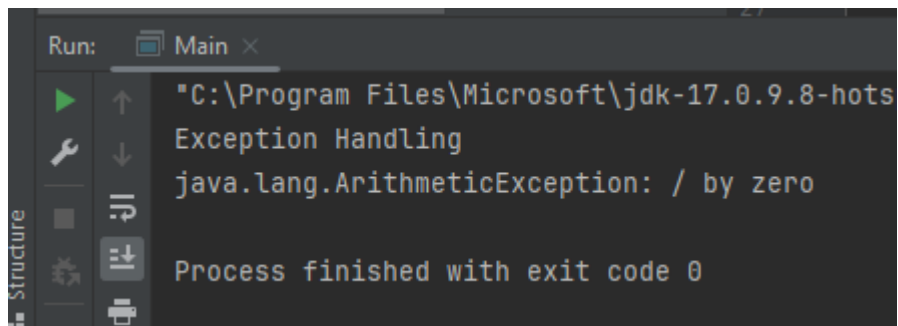 Run: Main
"C:\Program Files\Microsoft\jdk-17.0.9.8-hots
Exception Handling
java.lang.ArithmeticException: / by zero
Process finished with exit code 0
Structure